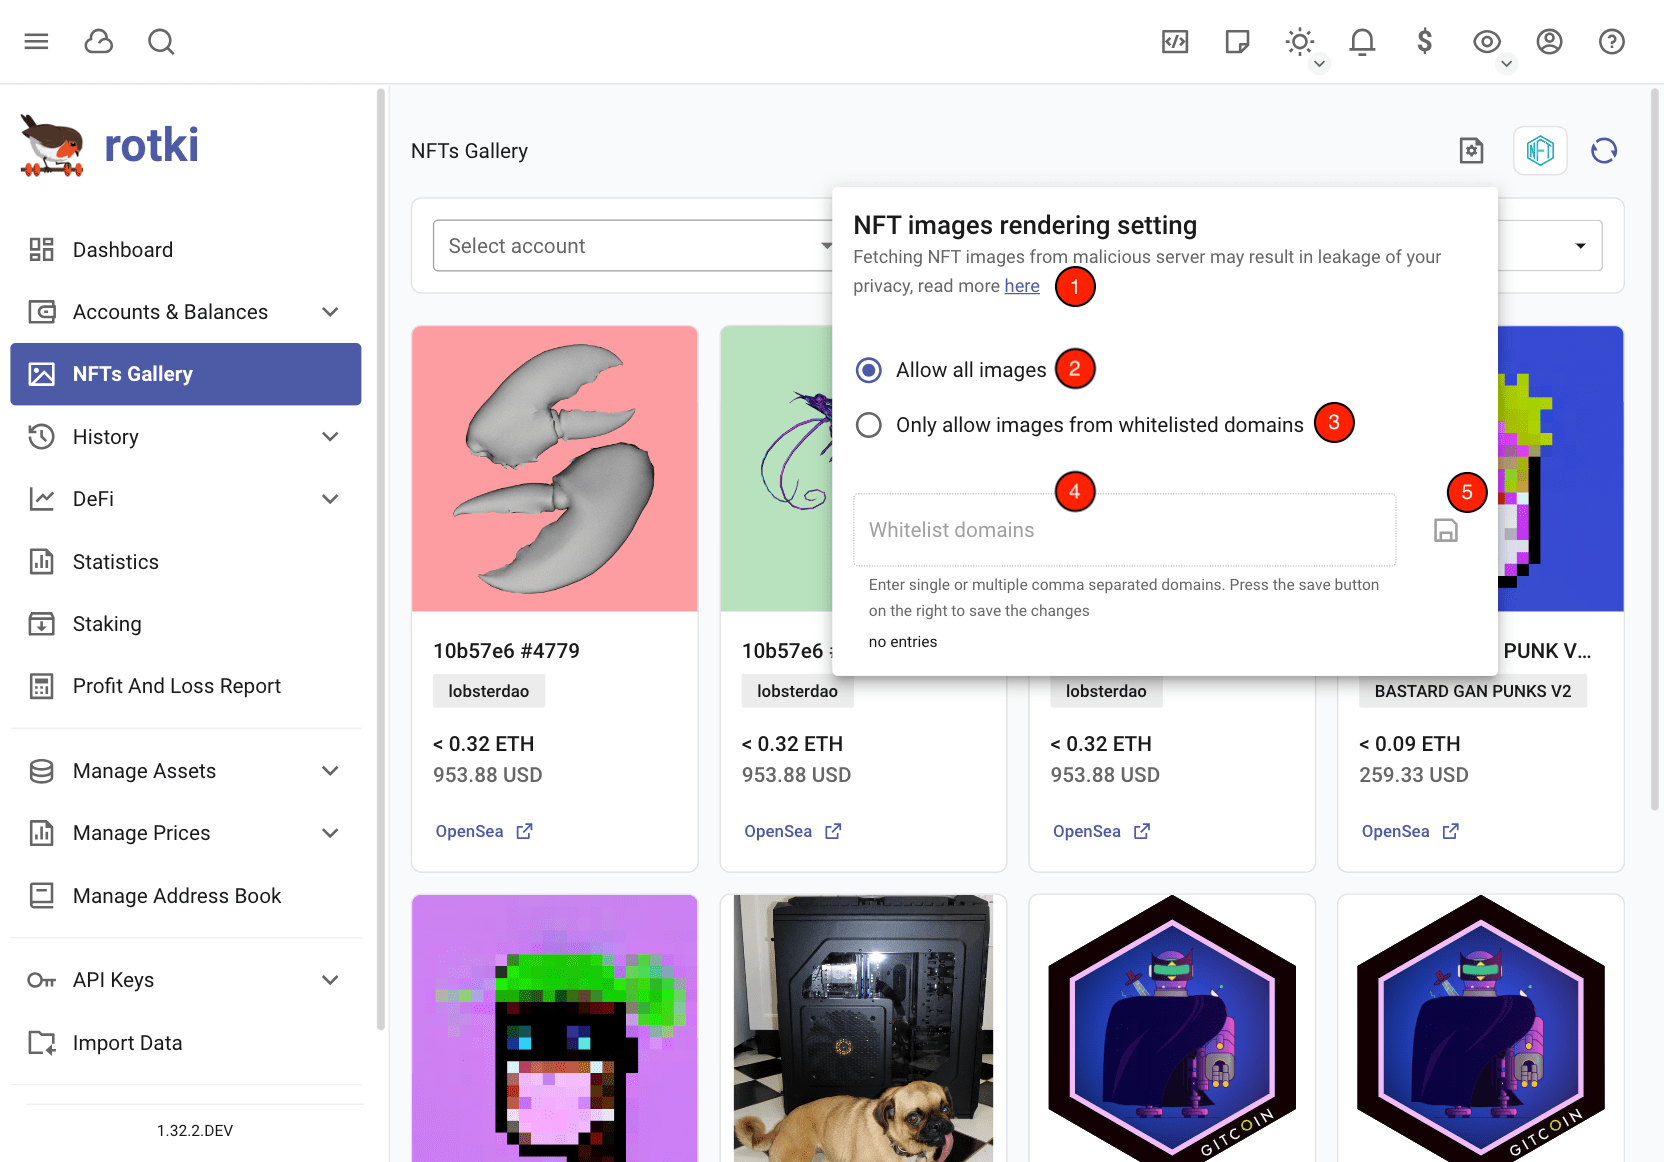 rotki
Dashboard
Accounts & Balances
NFTs Gallery
History
DeFi
Statistics
Staking
Profit And Loss Report
Manage Assets
Manage Prices
Manage Address Book
API Keys
Import Data
1.32.2.DEV
NFTs Gallery
NFT
Select account
NFT images rendering setting
Fetching NFT images from malicious server may result in leakage of your
privacy, read more here
1
Allow all images
2
Only allow images from whitelisted domains
3
4
5
Whitelist domains
Enter single or multiple comma separated domains. Press the save button
on the right to save the changes
no entries
10b57e6 #4779
lobsterdao
< 0.32 ETH
953.88 USD
OpenSea
10b57e6
lobsterdao
< 0.32 ETH
953.88 USD
OpenSea
lobsterdao
< 0.32 ETH
953.88 USD
OpenSea
PUNK V...
BASTARD GAN PUNKS V2
< 0.09 ETH
259.33 USD
OpenSea
GITCOIN
GITCOIN